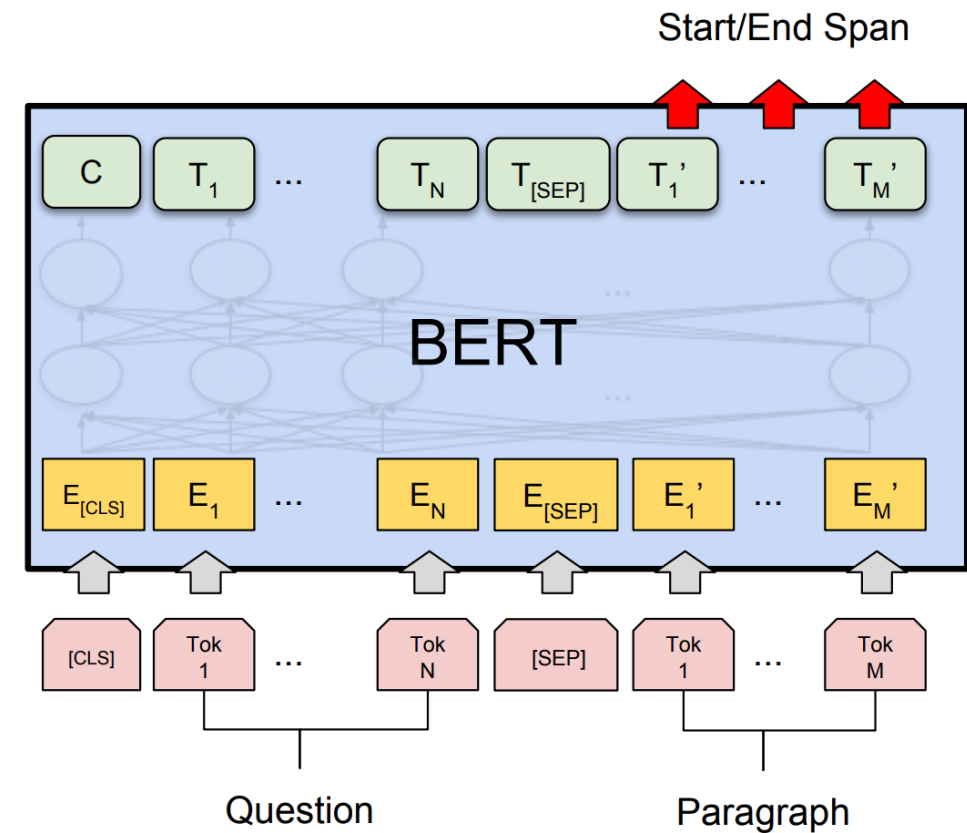 Start/End Span
C T1 ... TN T[SEP] T1’ ... TM’
...
BERT
...
E[CLS] E1 ... EN E[SEP] E1’ ... EM’
[CLS] Tok 1 ... Tok N [SEP] Tok 1 ... Tok M
Question Paragraph